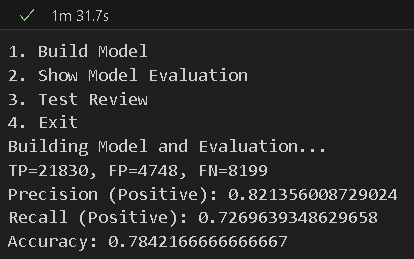 1m 31.7s
1. Build Model
2. Show Model Evaluation
3. Test Review
4. Exit
Building Model and Evaluation...
TP=21830, FP=4748, FN=8199
Precision (Positive): 0.821356008729024
Recall (Positive): 0.7269639348629658
Accuracy: 0.7842166666666667